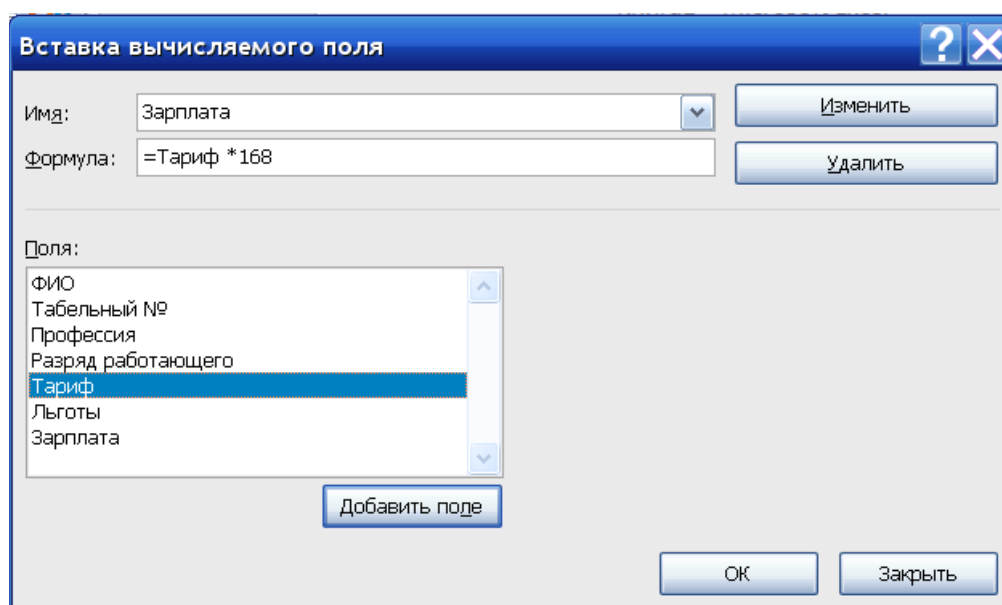 Вставка вычисляемого поля
Имя: Зарплата
Изменить
Формула: =Тариф *168
Удалить
Поля:
ФИО
Табельный №
Профессия
Разряд работающего
Тариф
Льготы
Зарплата
Добавить поле
ОК
Закрыть